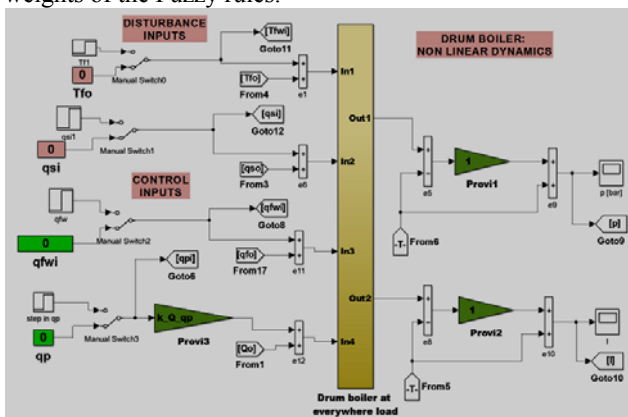 weights of the Fuzzy rules.
DISTURBANCE
INPUTS
DRUM BOILER:
NON LINEAR DYNAMICS
[Tfwi]
Goto11
Tf1
0
Manual Switch0
Tfo
[Tfo]
From4
e1
In1
qsi1
0
Manual Switch1
qsi
[qsi]
Goto12
[qso]
From3
e6
In2
Out1
e5
1
Provi1
e9
p [bar]
[p]
Goto9
-T-
From6
CONTROL
INPUTS
qfw
0
Manual Switch2
qfwi
[qfwi]
Goto8
[qfo]
From17
e11
In3
[qpi]
Goto6
step in qp
0
Manual Switch3
qp
k_Q_qp
Provi3
[Qo]
From1
e12
In4
Out2
e8
1
Provi2
e10
l
[l]
Goto10
-T-
From5
Drum boiler at
everywhere load